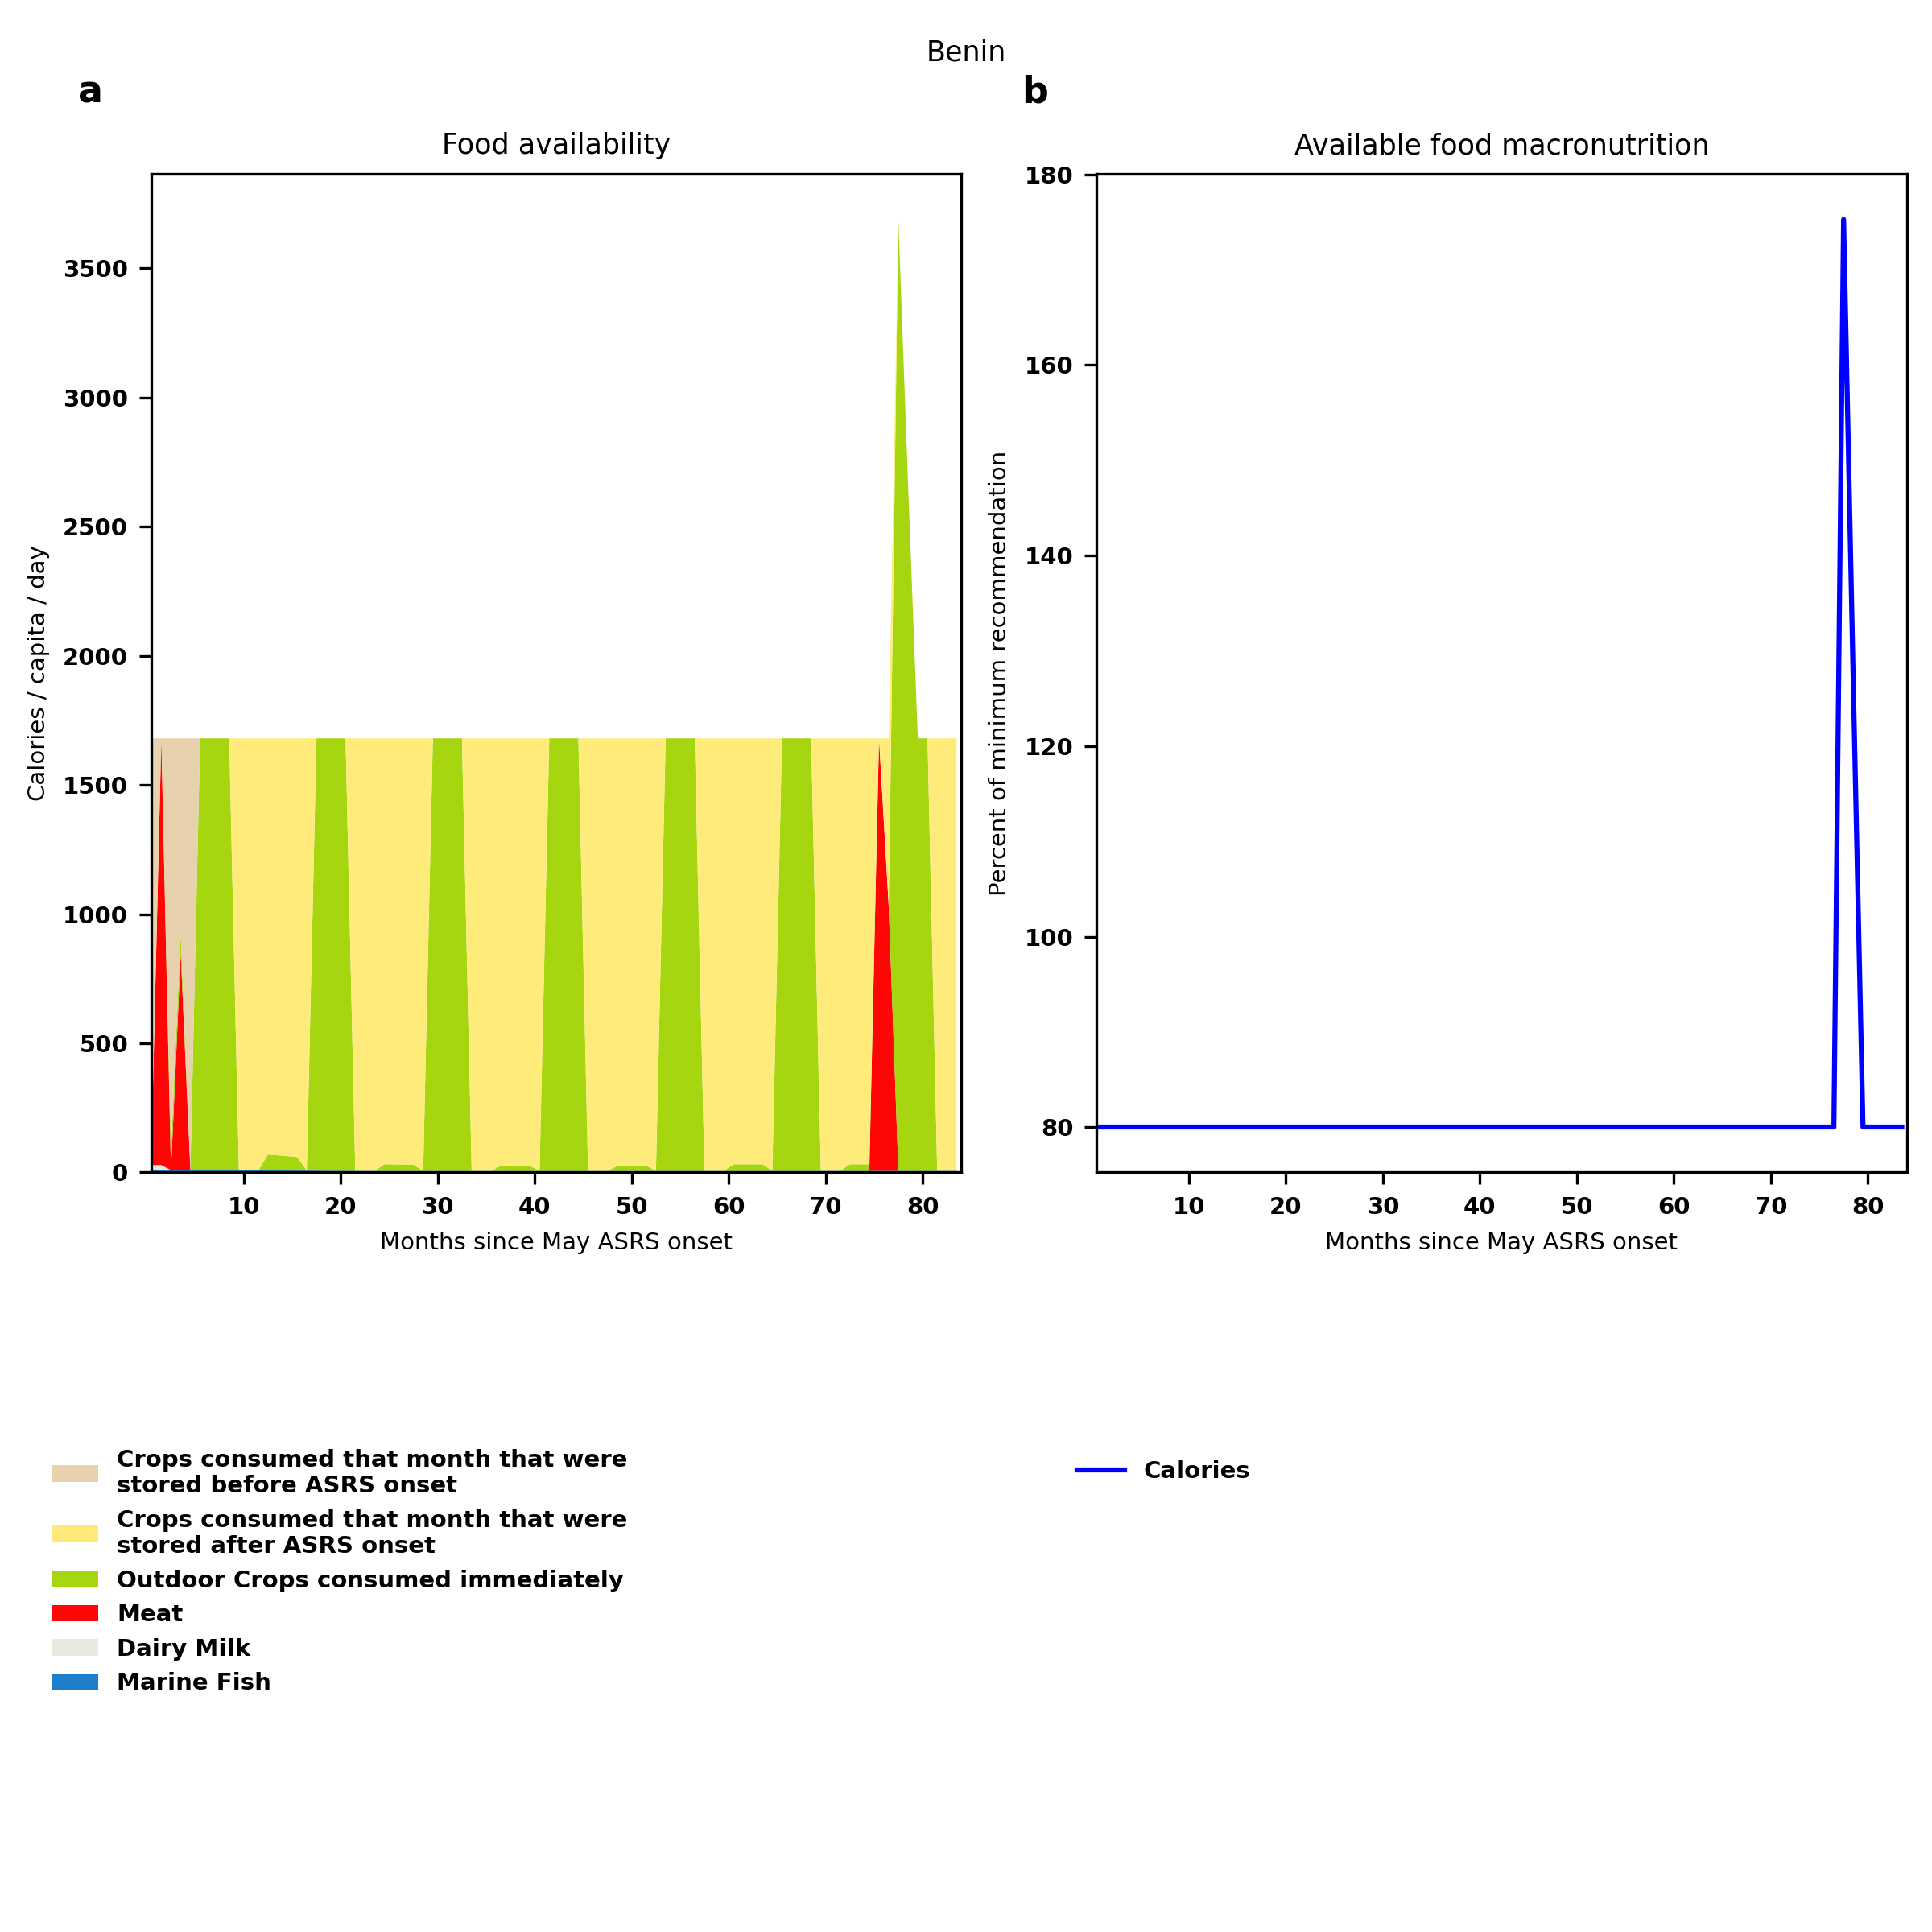 Benin
a
b
Food availability
Available food macronutrition
Calories / capita / day
3500
3000
2500
2000
1500
1000
500
0
10 20 30 40 50 60 70 80
Months since May ASRS onset
Percent of minimum recommendation
180
160
140
120
100
80
10 20 30 40 50 60 70 80
Months since May ASRS onset
Crops consumed that month that were
stored before ASRS onset
Crops consumed that month that were
stored after ASRS onset
Outdoor Crops consumed immediately
Meat
Dairy Milk
Marine Fish
Calories